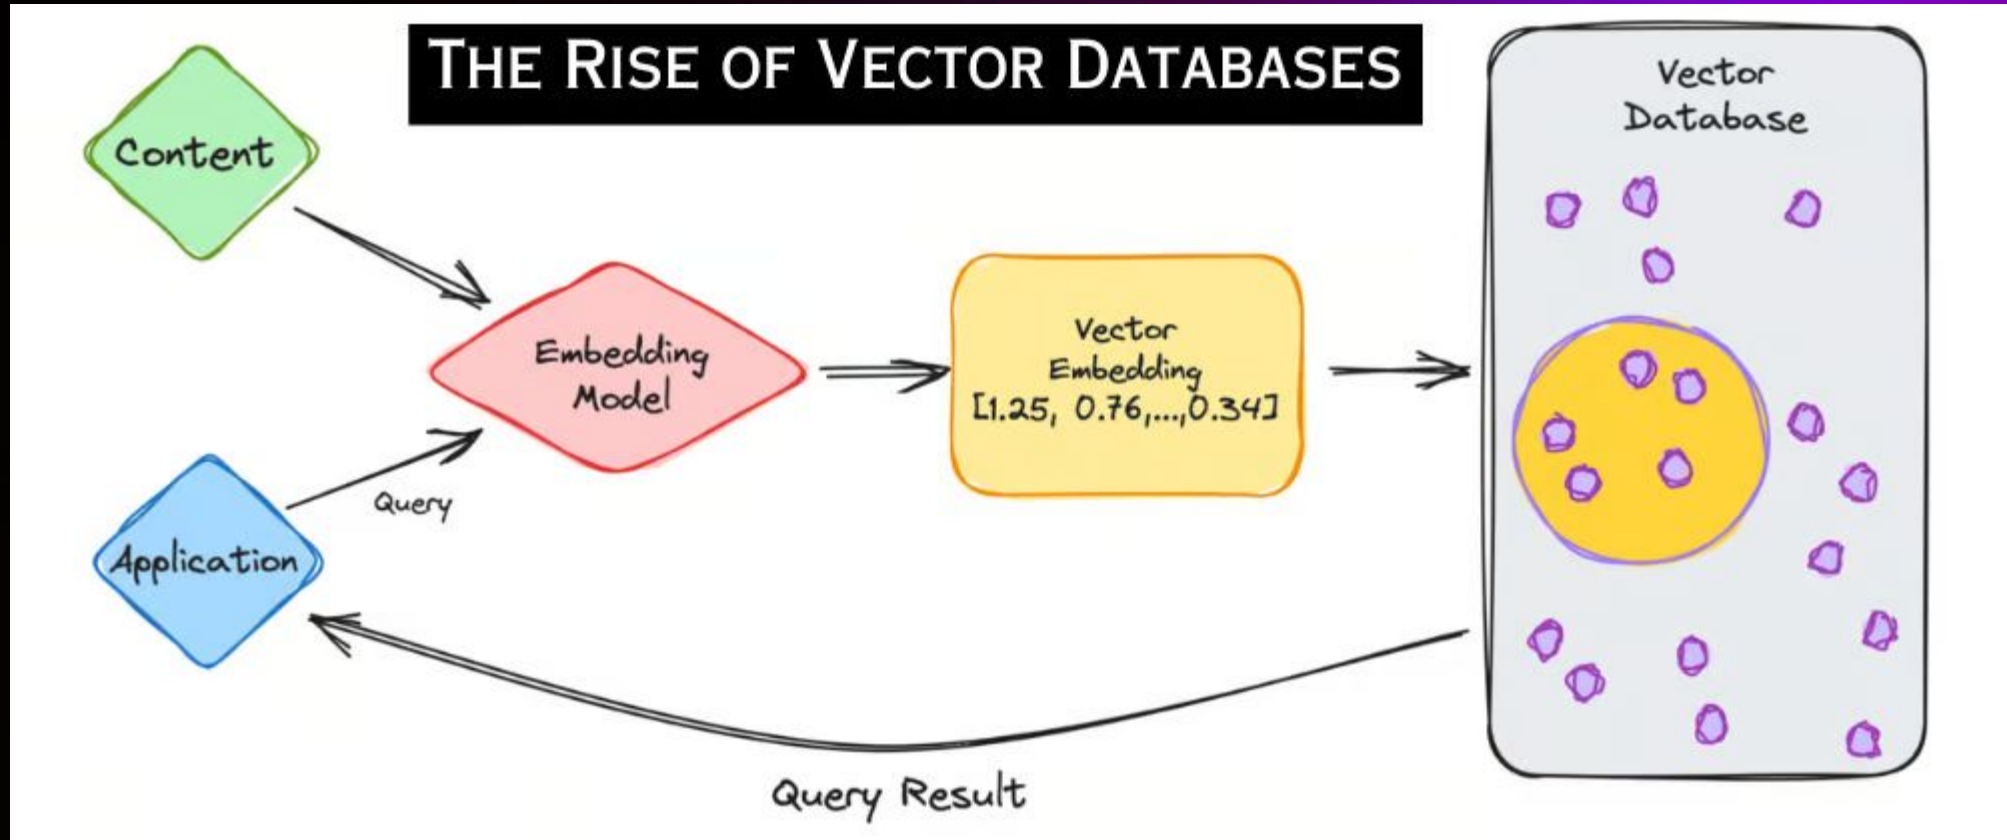 THE RISE OF VECTOR DATABASES
Content
Embedding
Model
Vector
Embedding
[1.25, 0.76,...,0.34]
Vector
Database
Application
Query
Query Result